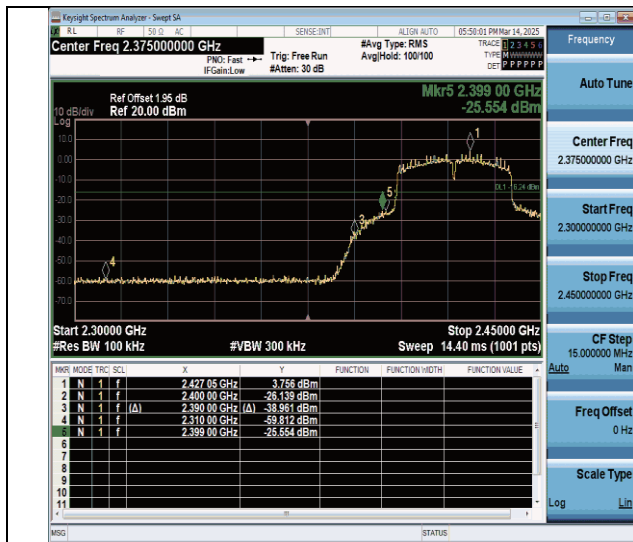 Keysight Spectrum Analyzer - Swept SA
RL RF 50 Ω AC SENSE:INT ALIGN AUTO 05:50:01 PM Mar 14, 2025
Center Freq 2.375000000 GHz
PNO: Fast
IFGain:Low
Trig: Free Run
#Atten: 30 dB
#Avg Type: RMS
Avg|Hold: 100/100
TRACE 1 2 3 4 5 6
TYPE M W W W W W
DET P P P P P P
Mkr5 2.399 00 GHz
-25.554 dBm
Ref Offset 1.95 dB
10 dB/div Ref 20.00 dBm
Log
10.0
0.00
-10.0
-20.0
-30.0
-40.0
-50.0
-60.0
-70.0
1
5
3
4
Start 2.30000 GHz Stop 2.45000 GHz
#Res BW 100 kHz #VBW 300 kHz Sweep 14.40 ms (1001 pts)
MKR MODE TRC SCL X Y FUNCTION FUNCTION WIDTH FUNCTION VALUE
1 N 1 f 2.427 05 GHz 3.756 dBm
2 N 1 f 2.400 00 GHz -26.139 dBm
3 N 1 f (Δ) 2.390 00 GHz (Δ) -38.961 dBm
4 N 1 f 2.310 00 GHz -59.812 dBm
5 N 1 f 2.399 00 GHz -25.554 dBm
6
7
8
9
10
11
MSG STATUS
Frequency
Auto Tune
Center Freq
2.375000000 GHz
Start Freq
2.300000000 GHz
Stop Freq
2.450000000 GHz
CF Step
15.000000 MHz
Auto Man
Freq Offset
0 Hz
Scale Type
Log Lin